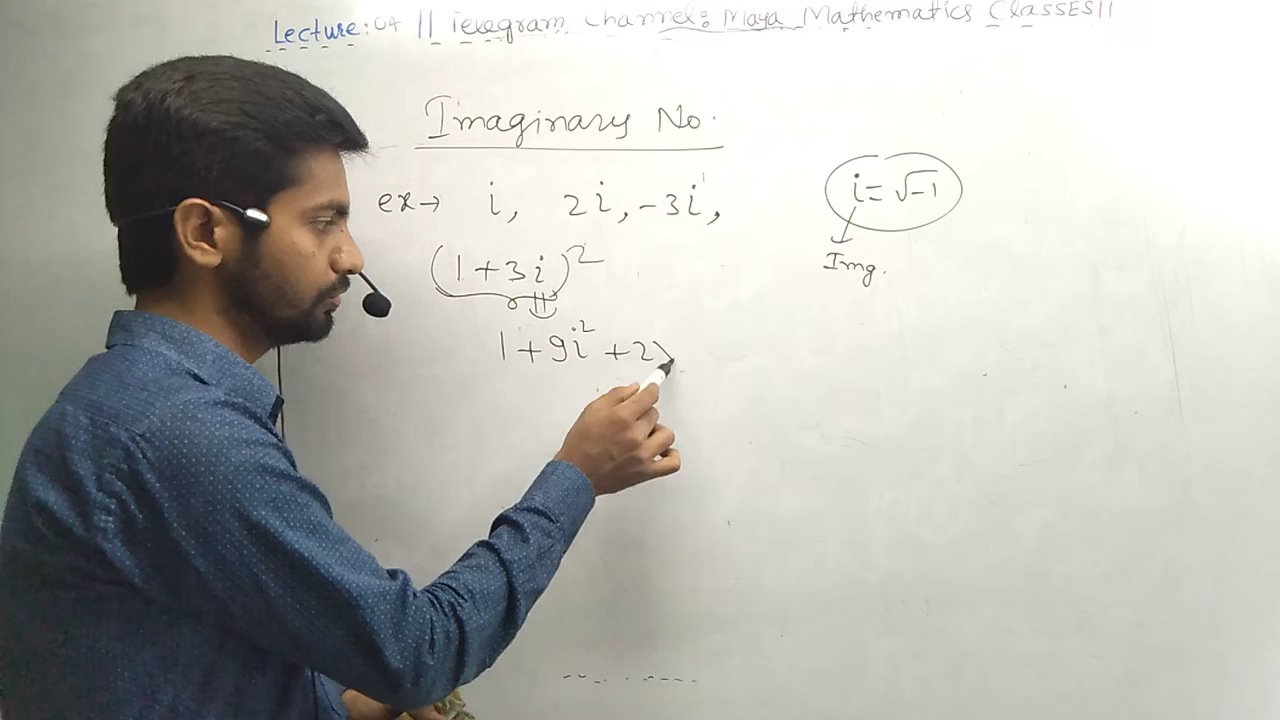 Lecture: 04 || Telegram Channel: Maya Mathematics Classes ||
Imaginary No.
ex→ i, 2i, -3i,
i=√-1
Img.
(1+3i)²
1+9i²+2×